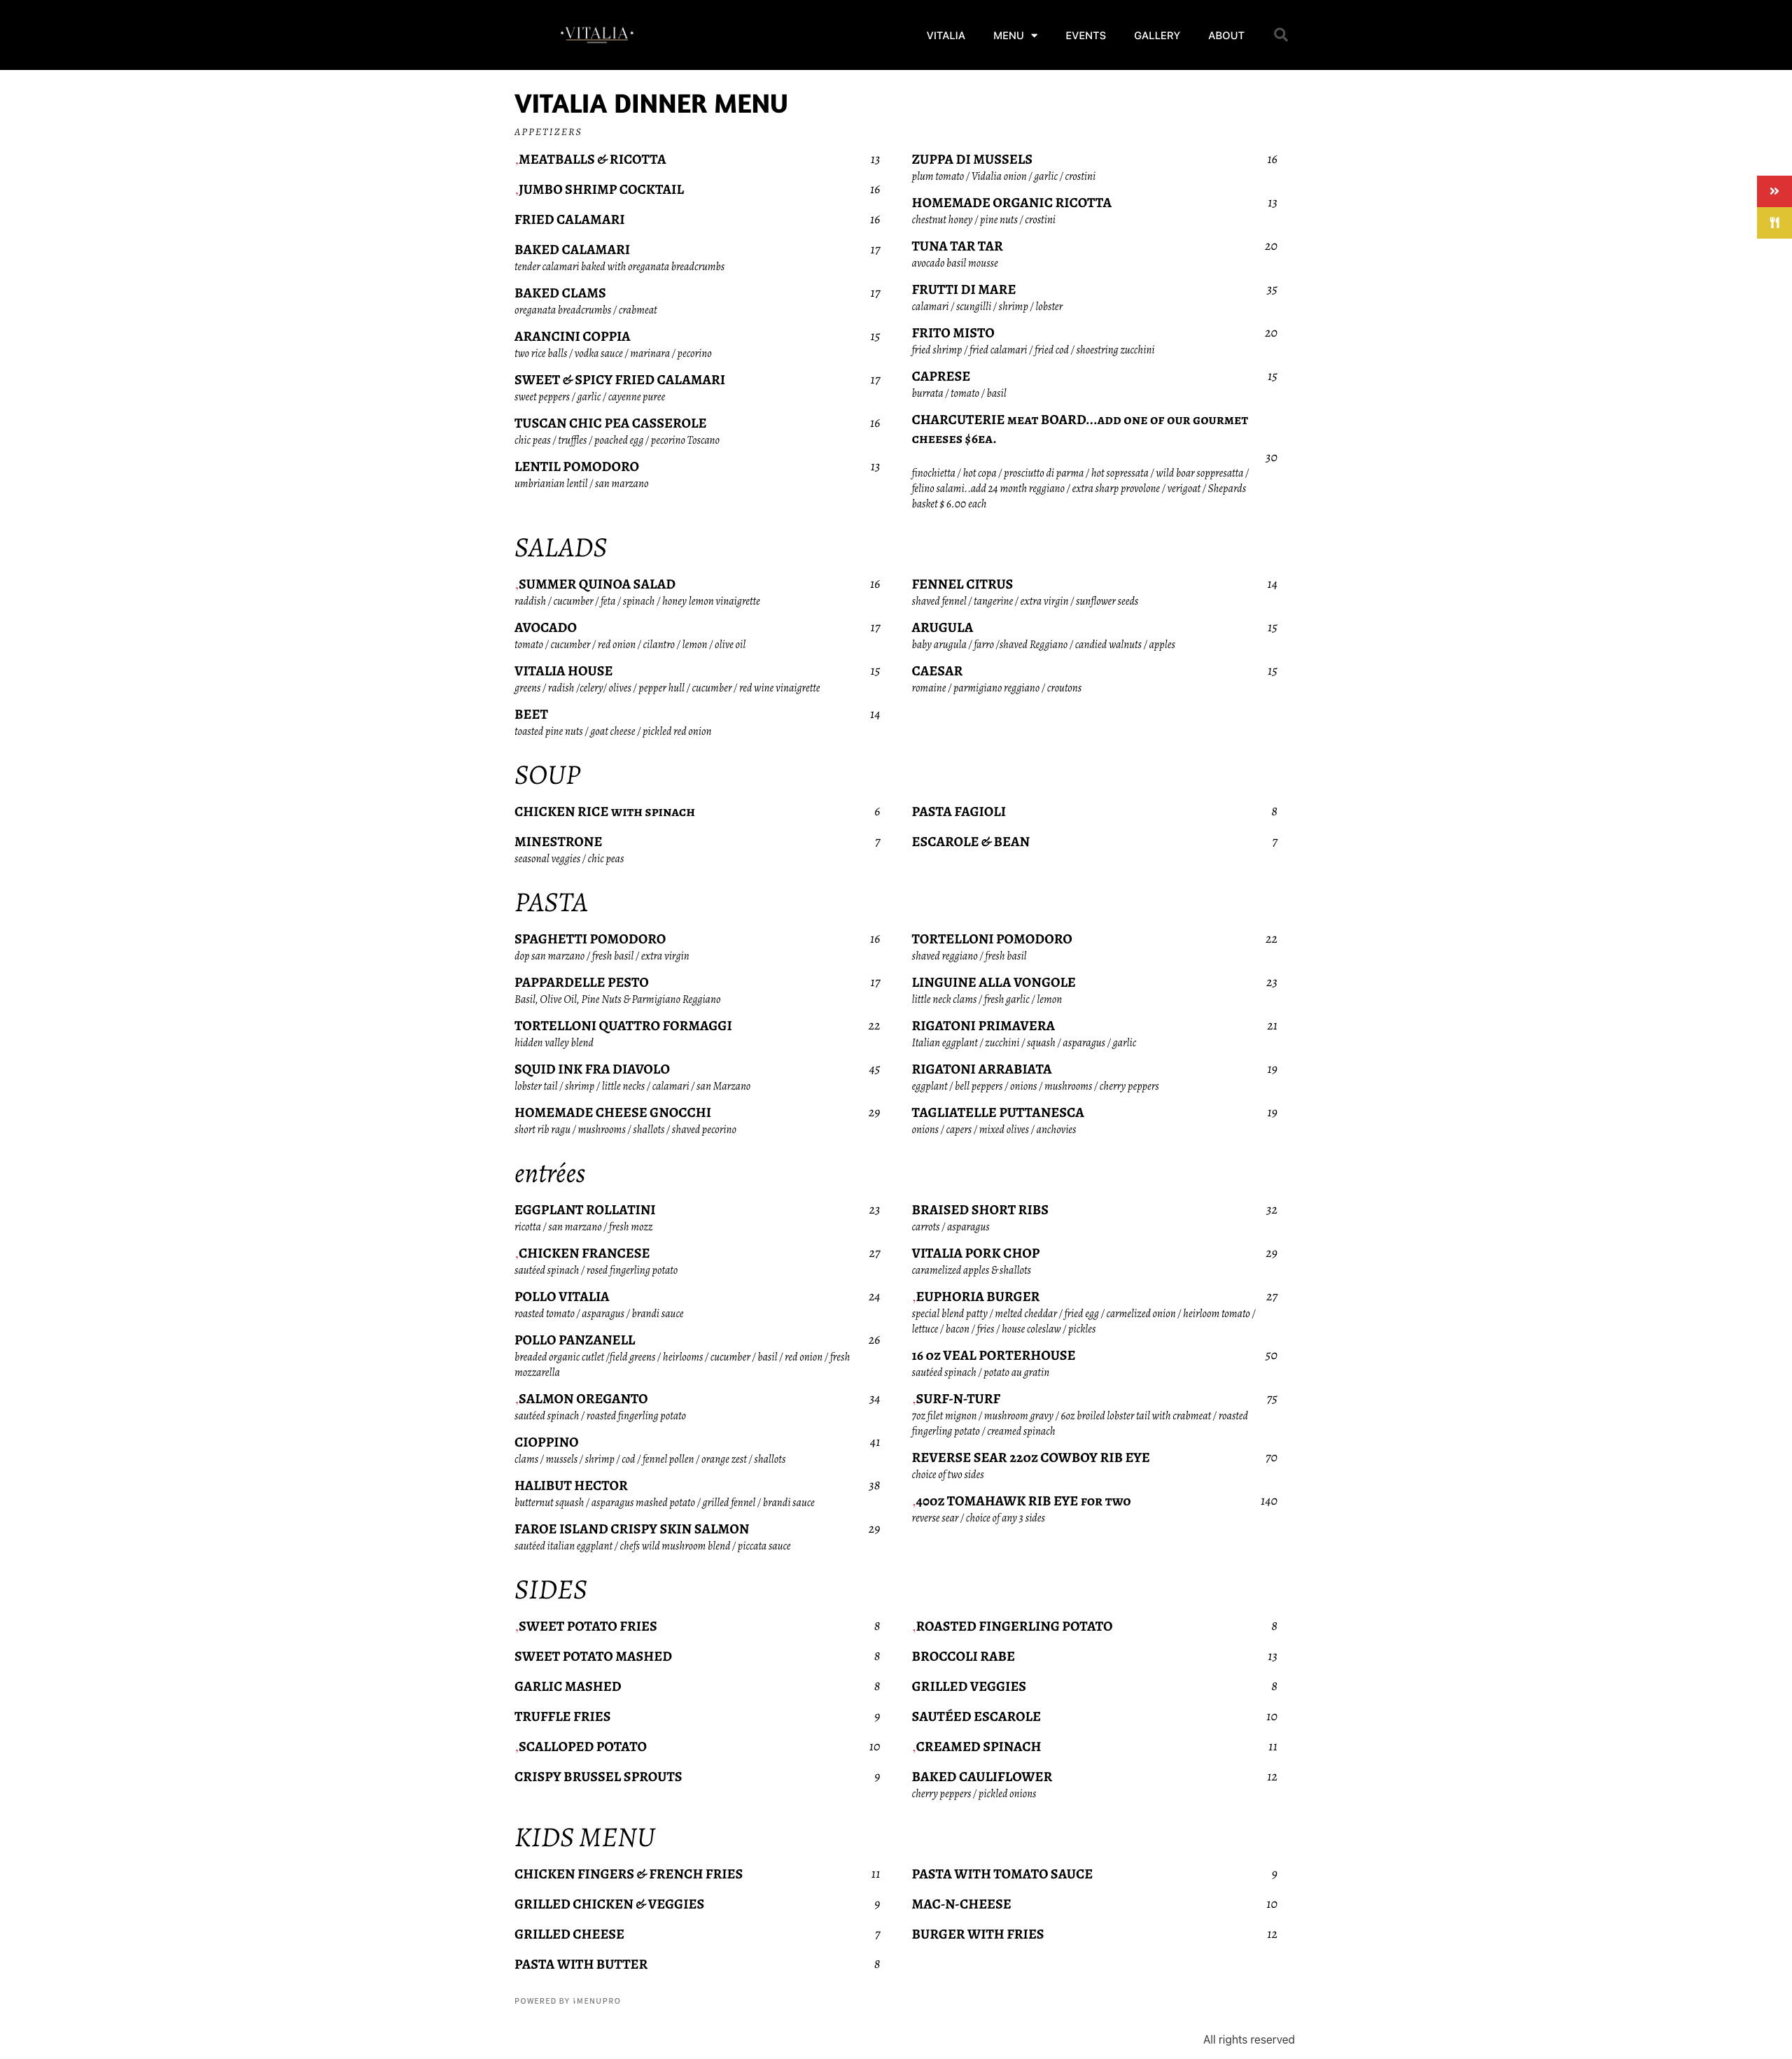 VITALIA
VITALIA
MENU
EVENTS
GALLERY
ABOUT
VITALIA DINNER MENU
APPETIZERS
MEATBALLS & RICOTTA 13
JUMBO SHRIMP COCKTAIL 16
FRIED CALAMARI 16
BAKED CALAMARI 17
tender calamari baked with oreganata breadcrumbs
BAKED CLAMS 17
oreganata breadcrumbs / crabmeat
ARANCINI COPPIA 15
two rice balls / vodka sauce / marinara / pecorino
SWEET & SPICY FRIED CALAMARI 17
sweet peppers / garlic / cayenne puree
TUSCAN CHIC PEA CASSEROLE 16
chic peas / truffles / poached egg / pecorino Toscano
LENTIL POMODORO 13
umbrianian lentil / san marzano
ZUPPA DI MUSSELS 16
plum tomato / Vidalia onion / garlic / crostini
HOMEMADE ORGANIC RICOTTA 13
chestnut honey / pine nuts / crostini
TUNA TAR TAR 20
avocado basil mousse
FRUTTI DI MARE 35
calamari / scungilli / shrimp / lobster
FRITO MISTO 20
fried shrimp / fried calamari / fried cod / shoestring zucchini
CAPRESE 15
burrata / tomato / basil
CHARCUTERIE MEAT BOARD...ADD ONE OF OUR GOURMET
CHEESES $6EA.
30
finochietta / hot copa / prosciutto di parma / hot sopressata / wild boar soppresatta /
felino salami..add 24 month reggiano / extra sharp provolone / verigoat / Shepards
basket $ 6.00 each
SALADS
SUMMER QUINOA SALAD 16
raddish / cucumber / feta / spinach / honey lemon vinaigrette
AVOCADO 17
tomato / cucumber / red onion / cilantro / lemon / olive oil
VITALIA HOUSE 15
greens / radish /celery/ olives / pepper hull / cucumber / red wine vinaigrette
BEET 14
toasted pine nuts / goat cheese / pickled red onion
FENNEL CITRUS 14
shaved fennel / tangerine / extra virgin / sunflower seeds
ARUGULA 15
baby arugula / farro /shaved Reggiano / candied walnuts / apples
CAESAR 15
romaine / parmigiano reggiano / croutons
SOUP
CHICKEN RICE WITH SPINACH 6
MINESTRONE 7
seasonal veggies / chic peas
PASTA FAGIOLI 8
ESCAROLE & BEAN 7
PASTA
SPAGHETTI POMODORO 16
dop san marzano / fresh basil / extra virgin
PAPPARDELLE PESTO 17
Basil, Olive Oil, Pine Nuts & Parmigiano Reggiano
TORTELLONI QUATTRO FORMAGGI 22
hidden valley blend
SQUID INK FRA DIAVOLO 45
lobster tail / shrimp / little necks / calamari / san Marzano
HOMEMADE CHEESE GNOCCHI 29
short rib ragu / mushrooms / shallots / shaved pecorino
TORTELLONI POMODORO 22
shaved reggiano / fresh basil
LINGUINE ALLA VONGOLE 23
little neck clams / fresh garlic / lemon
RIGATONI PRIMAVERA 21
Italian eggplant / zucchini / squash / asparagus / garlic
RIGATONI ARRABIATA 19
eggplant / bell peppers / onions / mushrooms / cherry peppers
TAGLIATELLE PUTTANESCA 19
onions / capers / mixed olives / anchovies
entrées
EGGPLANT ROLLATINI 23
ricotta / san marzano / fresh mozz
CHICKEN FRANCESE 27
sautéed spinach / rosed fingerling potato
POLLO VITALIA 24
roasted tomato / asparagus / brandi sauce
POLLO PANZANELL 26
breaded organic cutlet /field greens / heirlooms / cucumber / basil / red onion / fresh
mozzarella
SALMON OREGANTO 34
sautéed spinach / roasted fingerling potato
CIOPPINO 41
clams / mussels / shrimp / cod / fennel pollen / orange zest / shallots
HALIBUT HECTOR 38
butternut squash / asparagus mashed potato / grilled fennel / brandi sauce
FAROE ISLAND CRISPY SKIN SALMON 29
sautéed italian eggplant / chefs wild mushroom blend / piccata sauce
BRAISED SHORT RIBS 32
carrots / asparagus
VITALIA PORK CHOP 29
caramelized apples & shallots
EUPHORIA BURGER 27
special blend patty / melted cheddar / fried egg / carmelized onion / heirloom tomato /
lettuce / bacon / fries / house coleslaw / pickles
16 OZ VEAL PORTERHOUSE 50
sautéed spinach / potato au gratin
SURF-N-TURF 75
7oz filet mignon / mushroom gravy / 6oz broiled lobster tail with crabmeat / roasted
fingerling potato / creamed spinach
REVERSE SEAR 22OZ COWBOY RIB EYE 70
choice of two sides
40OZ TOMAHAWK RIB EYE FOR TWO 140
reverse sear / choice of any 3 sides
SIDES
SWEET POTATO FRIES 8
SWEET POTATO MASHED 8
GARLIC MASHED 8
TRUFFLE FRIES 9
SCALLOPED POTATO 10
CRISPY BRUSSEL SPROUTS 9
ROASTED FINGERLING POTATO 8
BROCCOLI RABE 13
GRILLED VEGGIES 8
SAUTÉED ESCAROLE 10
CREAMED SPINACH 11
BAKED CAULIFLOWER 12
cherry peppers / pickled onions
KIDS MENU
CHICKEN FINGERS & FRENCH FRIES 11
GRILLED CHICKEN & VEGGIES 9
GRILLED CHEESE 7
PASTA WITH BUTTER 8
PASTA WITH TOMATO SAUCE 9
MAC-N-CHEESE 10
BURGER WITH FRIES 12
POWERED BY iMENUPRO
All rights reserved